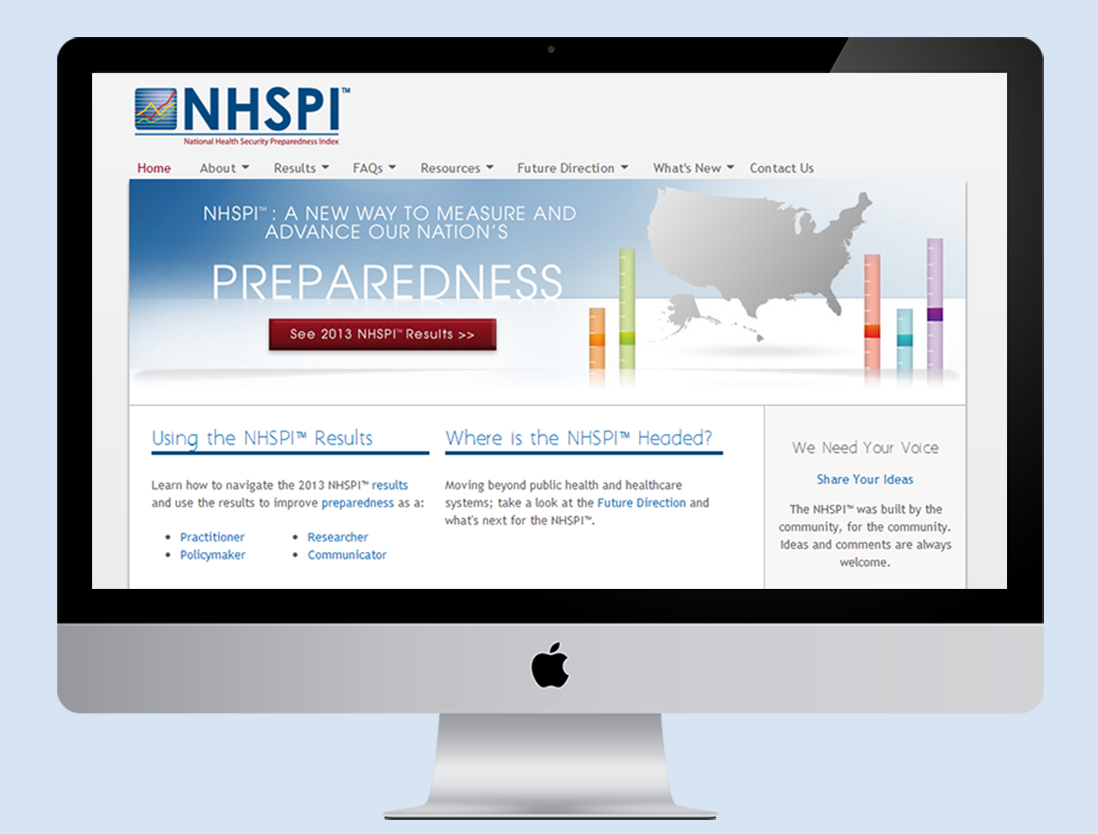 NHSPI™
National Health Security Preparedness Index
Home About Results FAQs Resources Future Direction What's New Contact Us
NHSPI™: A NEW WAY TO MEASURE AND
ADVANCE OUR NATION'S
PREPAREDNESS
See 2013 NHSPI™ Results >>
Using the NHSPI™ Results
Learn how to navigate the 2013 NHSPI™ results
and use the results to improve preparedness as a:
• Practitioner
• Policymaker
• Researcher
• Communicator
Where is the NHSPI™ Headed?
Moving beyond public health and healthcare
systems; take a look at the Future Direction and
what's next for the NHSPI™.
We Need Your Voice
Share Your Ideas
The NHSPI™ was built by the
community, for the community.
Ideas and comments are always
welcome.